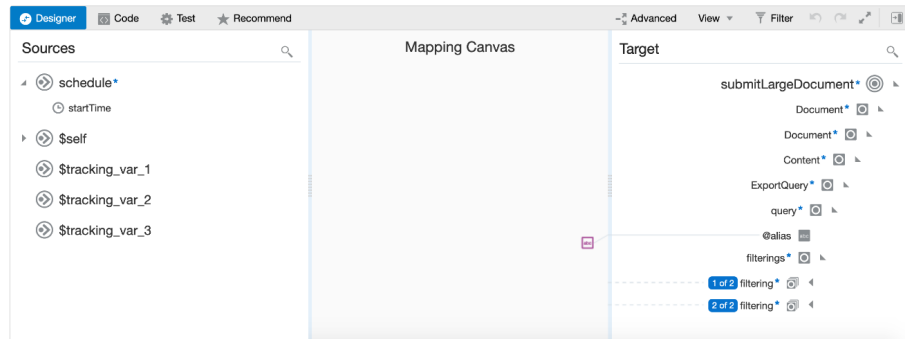 Designer Code Test Recommend Advanced View Filter
Sources Mapping Canvas Target
schedule* submitLargeDocument*
startTime Document*
Document*
$self
Content*
$tracking_var_1
ExportQuery*
$tracking_var_2
query*
$tracking_var_3
@alias
filterings*
1 of 2 filtering*
2 of 2 filtering*